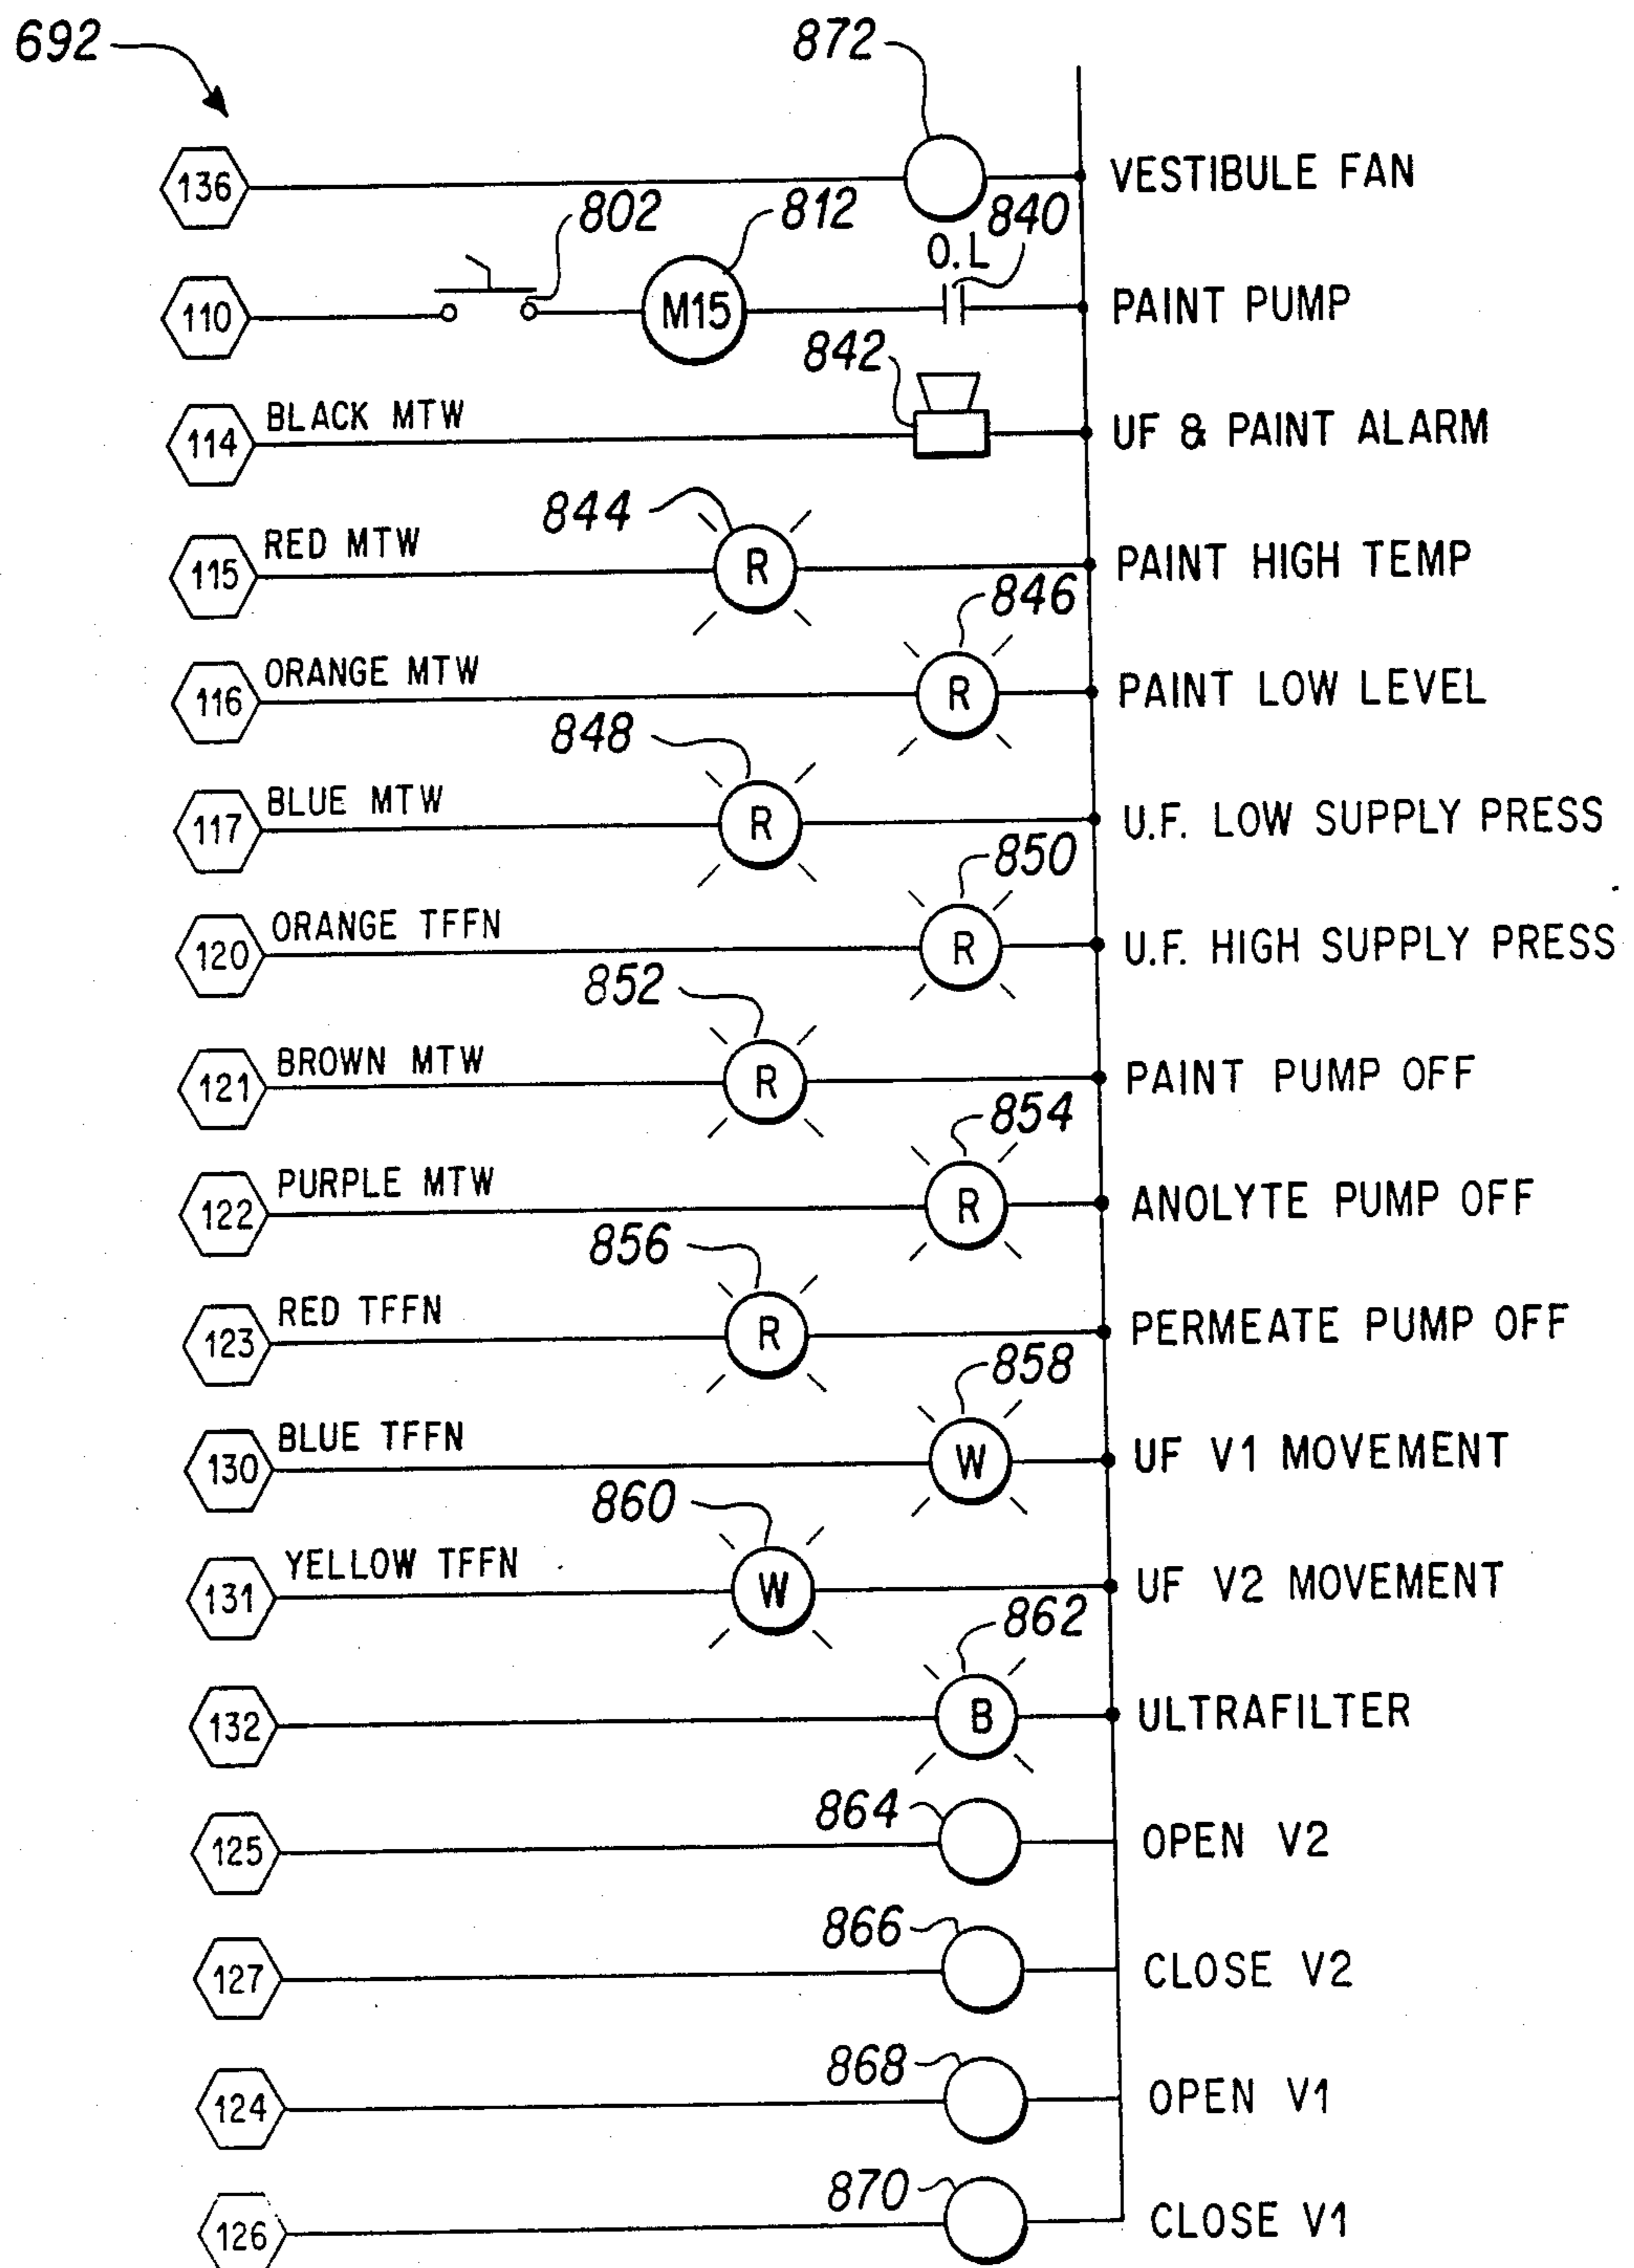 692
872
136
VESTIBULE FAN
802
812
840
O.L
110
M15
PAINT PUMP
842
114
BLACK MTW
UF & PAINT ALARM
844
115
RED MTW
R
PAINT HIGH TEMP
846
116
ORANGE MTW
R
PAINT LOW LEVEL
848
117
BLUE MTW
R
U.F. LOW SUPPLY PRESS
850
120
ORANGE TFFN
R
U.F. HIGH SUPPLY PRESS
852
121
BROWN MTW
R
PAINT PUMP OFF
854
122
PURPLE MTW
R
ANOLYTE PUMP OFF
856
123
RED TFFN
R
PERMEATE PUMP OFF
858
130
BLUE TFFN
W
UF V1 MOVEMENT
860
131
YELLOW TFFN
W
UF V2 MOVEMENT
862
132
B
ULTRAFILTER
864
125
OPEN V2
866
127
CLOSE V2
868
124
OPEN V1
870
126
CLOSE V1